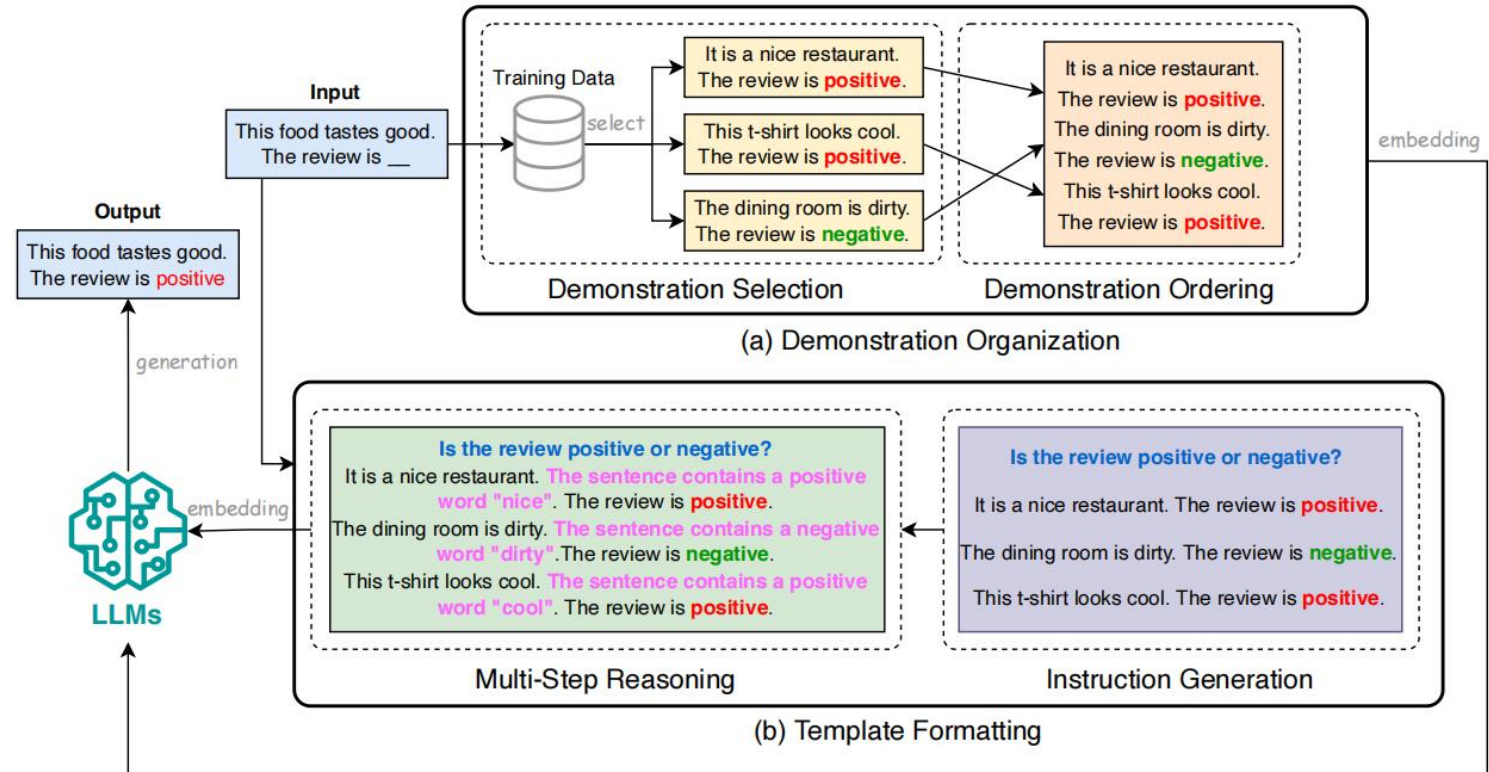 Input
This food tastes good.
The review is __
Output
This food tastes good.
The review is positive
generation
embedding
LLMs
Training Data
select
It is a nice restaurant.
The review is positive.
This t-shirt looks cool.
The review is positive.
The dining room is dirty.
The review is negative.
Demonstration Selection
It is a nice restaurant.
The review is positive.
The dining room is dirty.
The review is negative.
This t-shirt looks cool.
The review is positive.
Demonstration Ordering
(a) Demonstration Organization
embedding
Is the review positive or negative?
It is a nice restaurant. The sentence contains a positive
word "nice". The review is positive.
The dining room is dirty. The sentence contains a negative
word "dirty".The review is negative.
This t-shirt looks cool. The sentence contains a positive
word "cool". The review is positive.
Multi-Step Reasoning
Is the review positive or negative?
It is a nice restaurant. The review is positive.
The dining room is dirty. The review is negative.
This t-shirt looks cool. The review is positive.
Instruction Generation
(b) Template Formatting